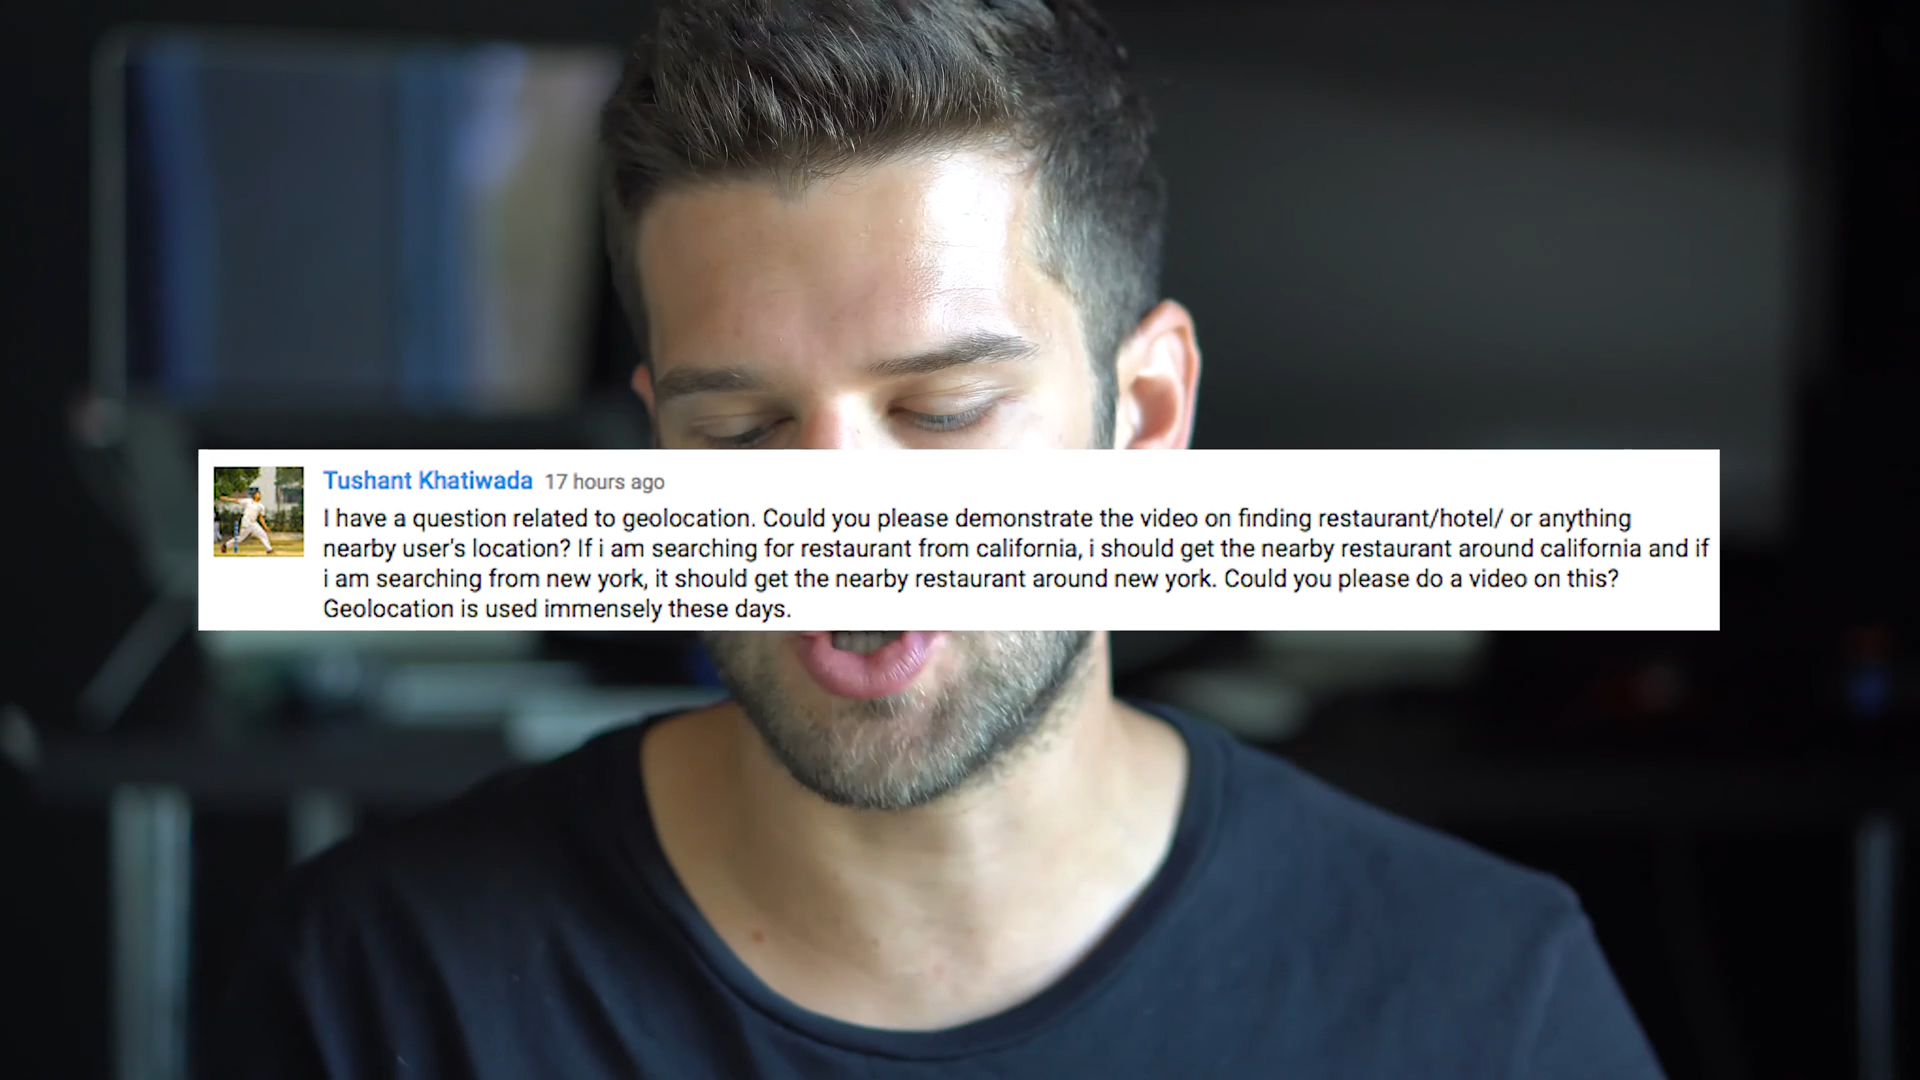 Tushant Khatiwada 17 hours ago
I have a question related to geolocation. Could you please demonstrate the video on finding restaurant/hotel/ or anything
nearby user's location? If i am searching for restaurant from california, i should get the nearby restaurant around california and if
i am searching from new york, it should get the nearby restaurant around new york. Could you please do a video on this?
Geolocation is used immensely these days.